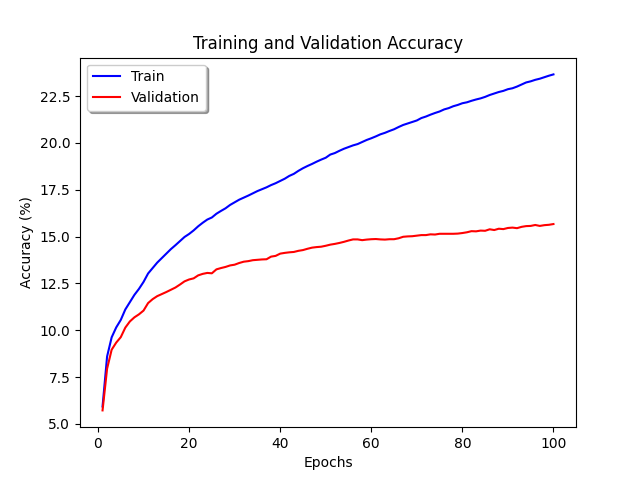 Training and Validation Accuracy
Train
Validation
22.5
20.0
17.5
15.0
12.5
10.0
7.5
5.0
Accuracy (%)
0 20 40 60 80 100
Epochs